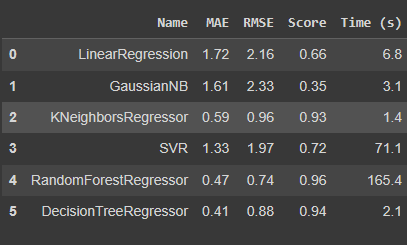 Name MAE RMSE Score Time (s)
0 LinearRegression 1.72 2.16 0.66 6.8
1 GaussianNB 1.61 2.33 0.35 3.1
2 KNeighborsRegressor 0.59 0.96 0.93 1.4
3 SVR 1.33 1.97 0.72 71.1
4 RandomForestRegressor 0.47 0.74 0.96 165.4
5 DecisionTreeRegressor 0.41 0.88 0.94 2.1